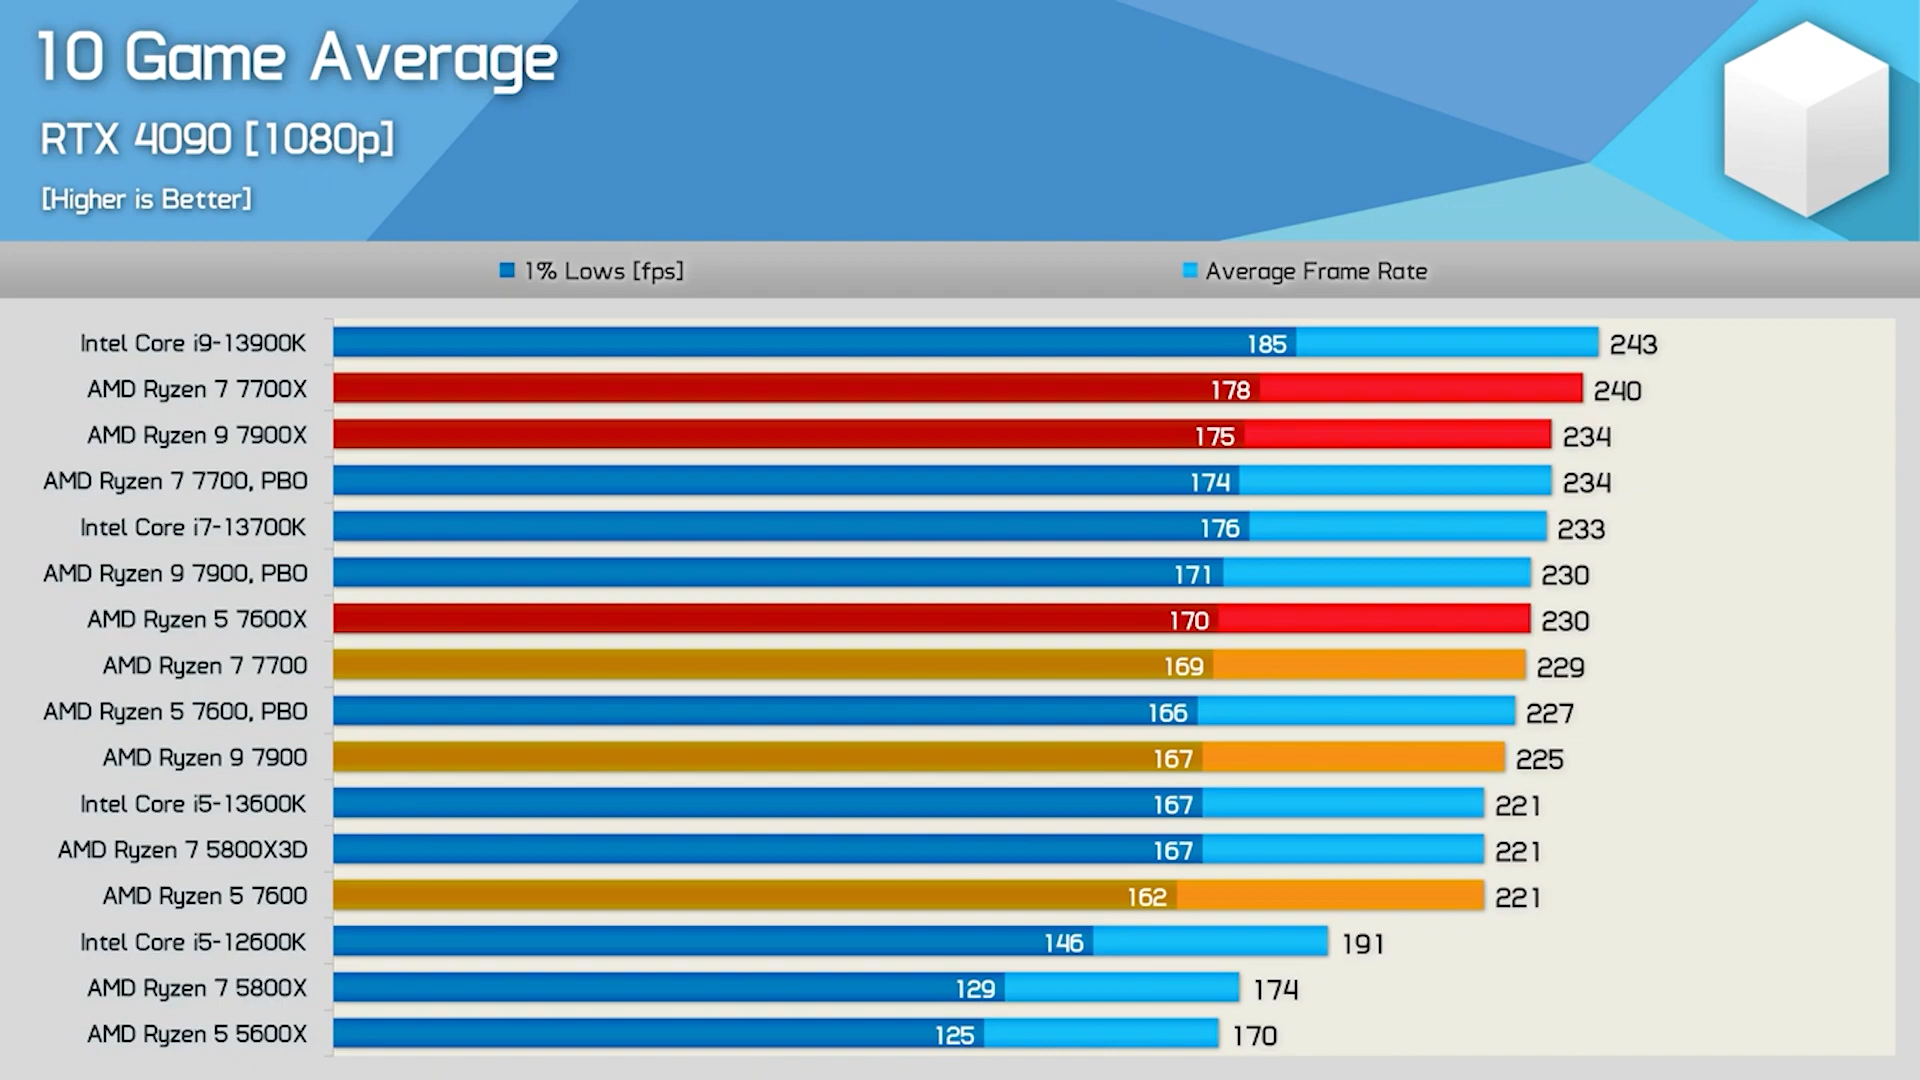 10 Game Average
RTX 4090 [1080p]
[Higher is Better]
1% Lows [fps] Average Frame Rate
Intel Core i9-13900K 185 243
AMD Ryzen 7 7700X 178 240
AMD Ryzen 9 7900X 175 234
AMD Ryzen 7 7700, PBO 174 234
Intel Core i7-13700K 176 233
AMD Ryzen 9 7900, PBO 171 230
AMD Ryzen 5 7600X 170 230
AMD Ryzen 7 7700 169 229
AMD Ryzen 5 7600, PBO 166 227
AMD Ryzen 9 7900 167 225
Intel Core i5-13600K 167 221
AMD Ryzen 7 5800X3D 167 221
AMD Ryzen 5 7600 162 221
Intel Core i5-12600K 146 191
AMD Ryzen 7 5800X 129 174
AMD Ryzen 5 5600X 125 170